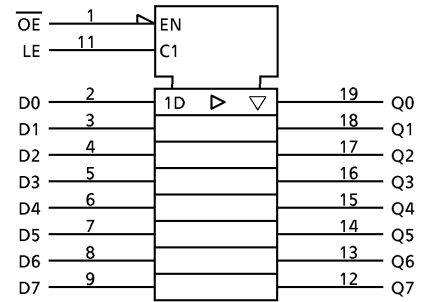 O̅E̅ 1 EN
LE 11 C1
D0 2 1D 19 Q0
D1 3 18 Q1
D2 4 17 Q2
D3 5 16 Q3
D4 6 15 Q4
D5 7 14 Q5
D6 8 13 Q6
D7 9 12 Q7